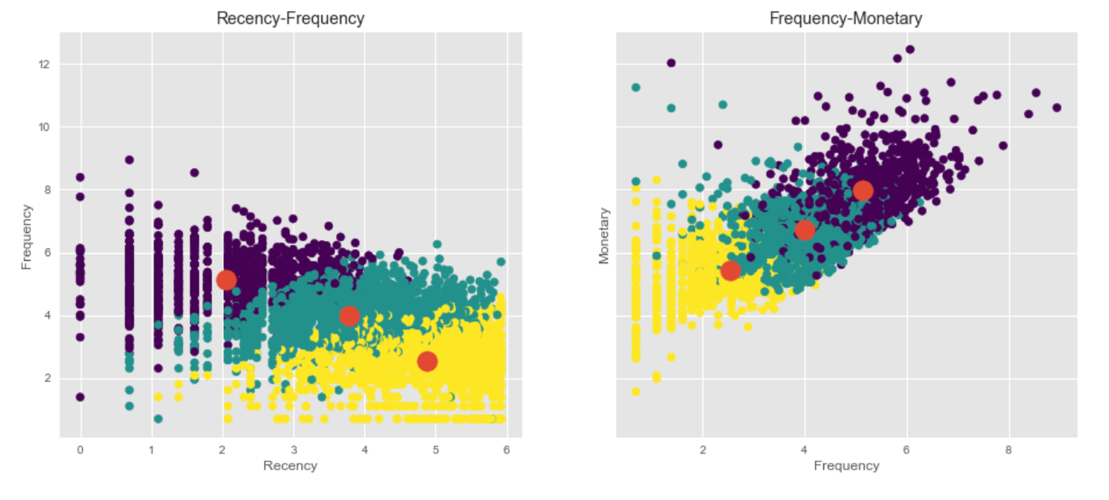 Recency-Frequency
Frequency-Monetary
12
10
8
6
4
2
Frequency
Monetary
0 1 2 3 4 5 6
2 4 6 8
Recency
Frequency